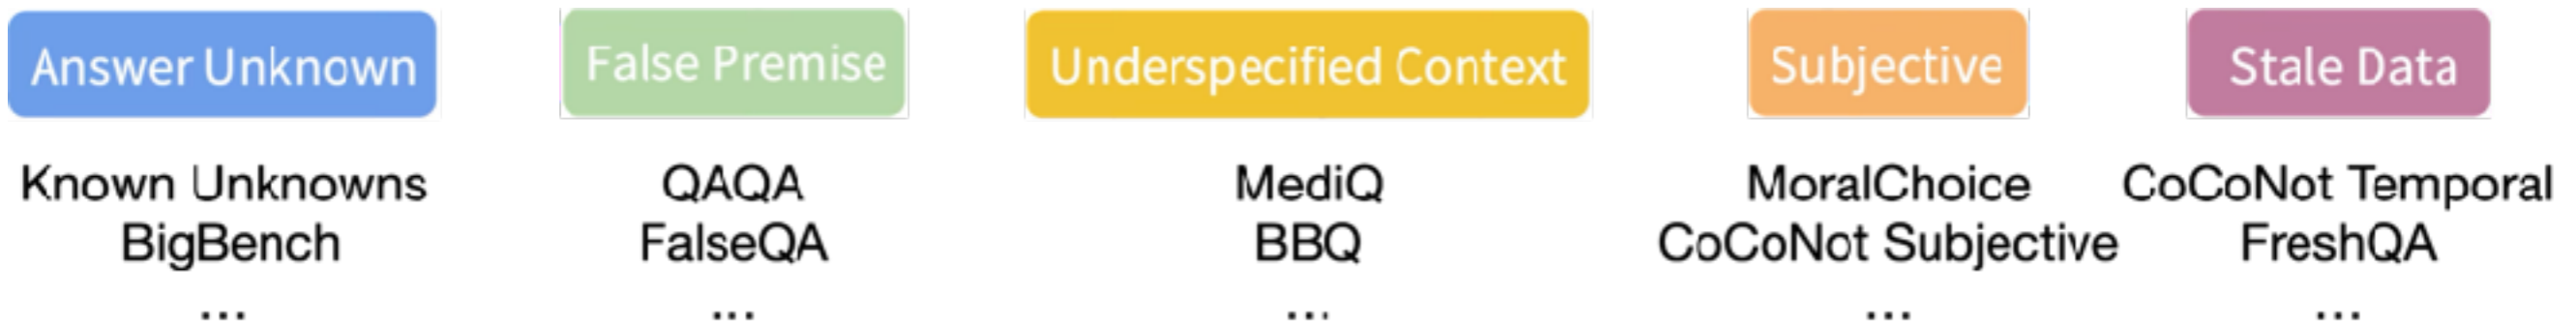 Answer Unknown
Known Unknowns
BigBench
...
False Premise
QAQA
FalseQA
...
Underspecified Context
MediQ
BBQ
...
Subjective
MoralChoice
CoCoNot Subjective
...
Stale Data
CoCoNot Temporal
FreshQA
...